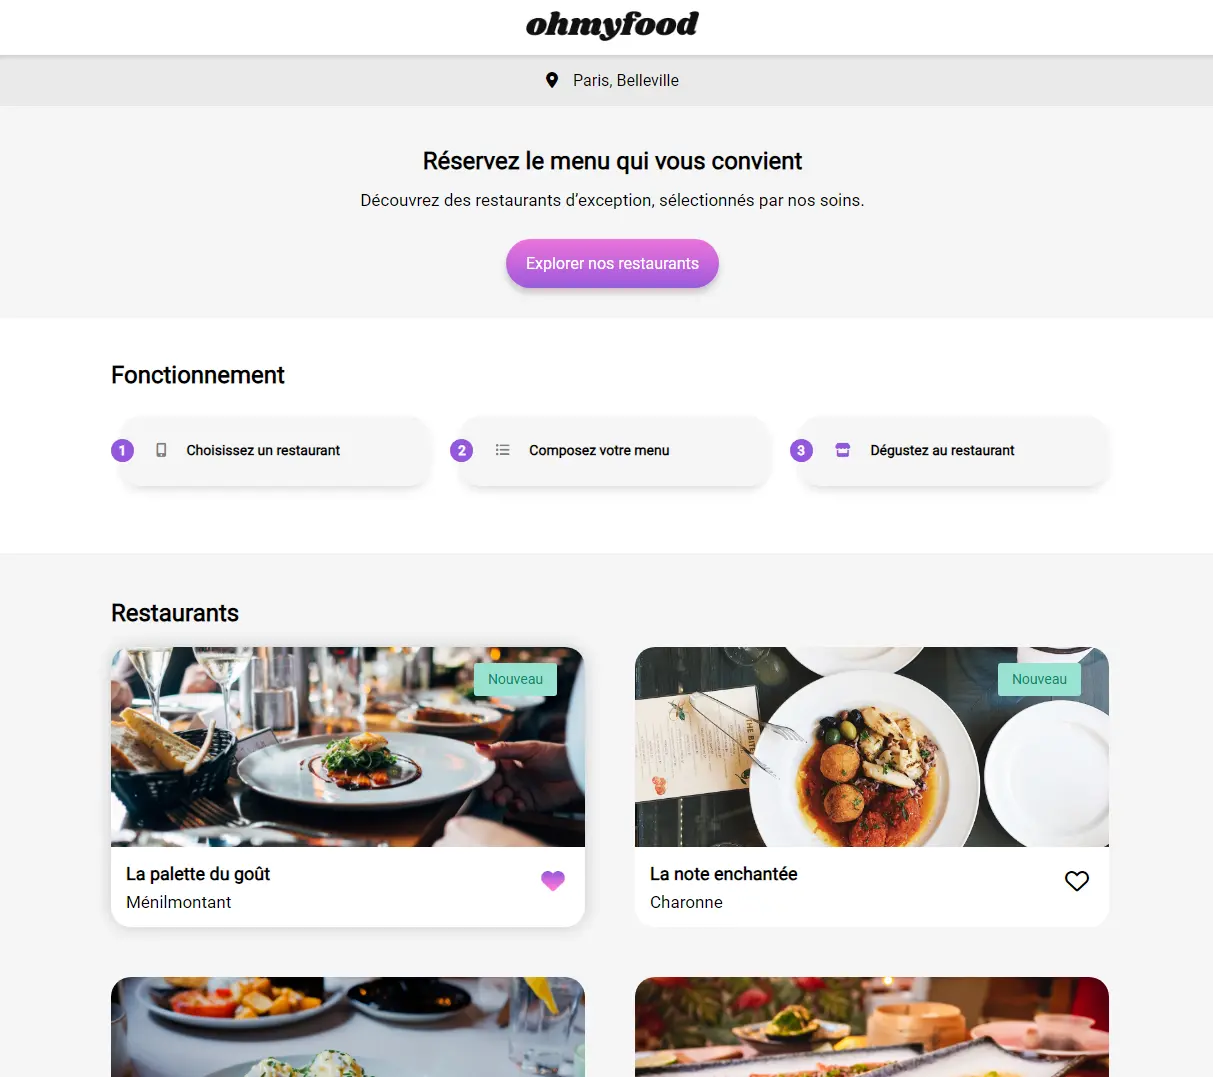 ohmyfood
Paris, Belleville
Réservez le menu qui vous convient
Découvrez des restaurants d’exception, sélectionnés par nos soins.
Explorer nos restaurants
Fonctionnement
1 Choisissez un restaurant
2 Composez votre menu
3 Dégustez au restaurant
Restaurants
Nouveau
La palette du goût
Ménilmontant
Nouveau
THE BITE
La note enchantée
Charonne